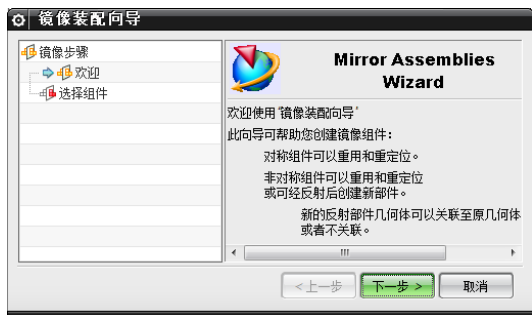 镜像装配向导
镜像步骤
欢迎
选择组件
Mirror Assemblies
Wizard
欢迎使用“镜像装配向导”
此向导可帮助您创建镜像组件：
对称组件可以重用和重定位。
非对称组件可以重用和重定位
或可经反射后创建新部件。
新的反射部件几何体可以关联至原几何体
或者不关联。
<上一步
下一步 >
取消